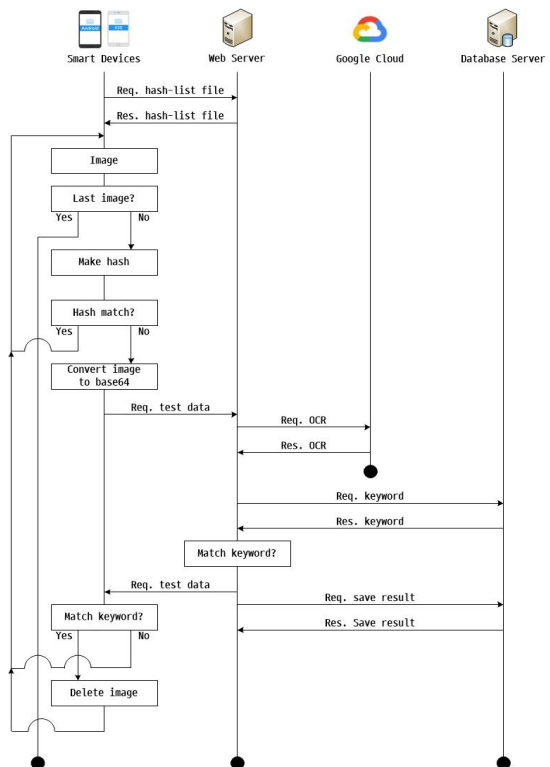 Android
iOS
Smart Devices
Web Server
Google Cloud
Database Server
Req. hash-list file
Res. hash-list file
Image
Last image?
Yes
No
Make hash
Hash match?
Yes
No
Convert image
to base64
Req. test data
Req. OCR
Res. OCR
Req. keyword
Res. keyword
Match keyword?
Req. test data
Req. save result
Match keyword?
Res. Save result
Yes
No
Delete image